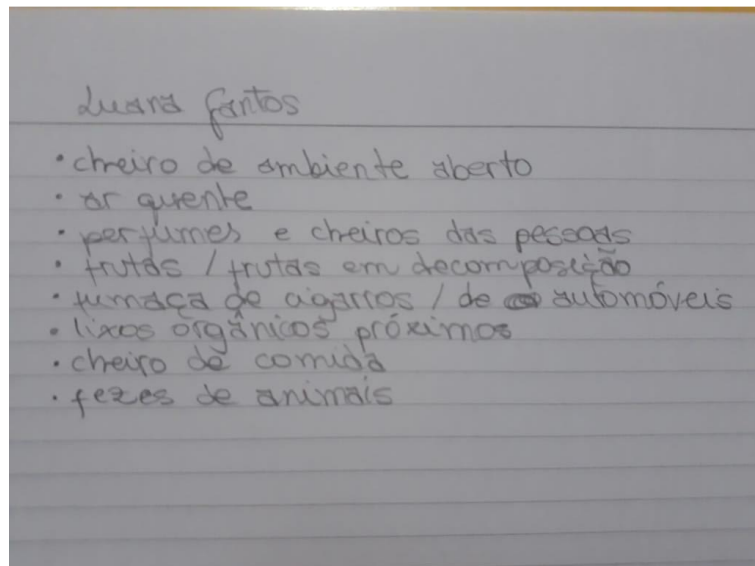 Luara Santos
• cheiro de ambiente aberto
• ar quente
• perfumes e cheiros das pessoas
• frutas / frutas em decomposição
• fumaça de cigarros / de automóveis
• lixos orgânicos próximos
• cheiro de comida
• fezes de animais